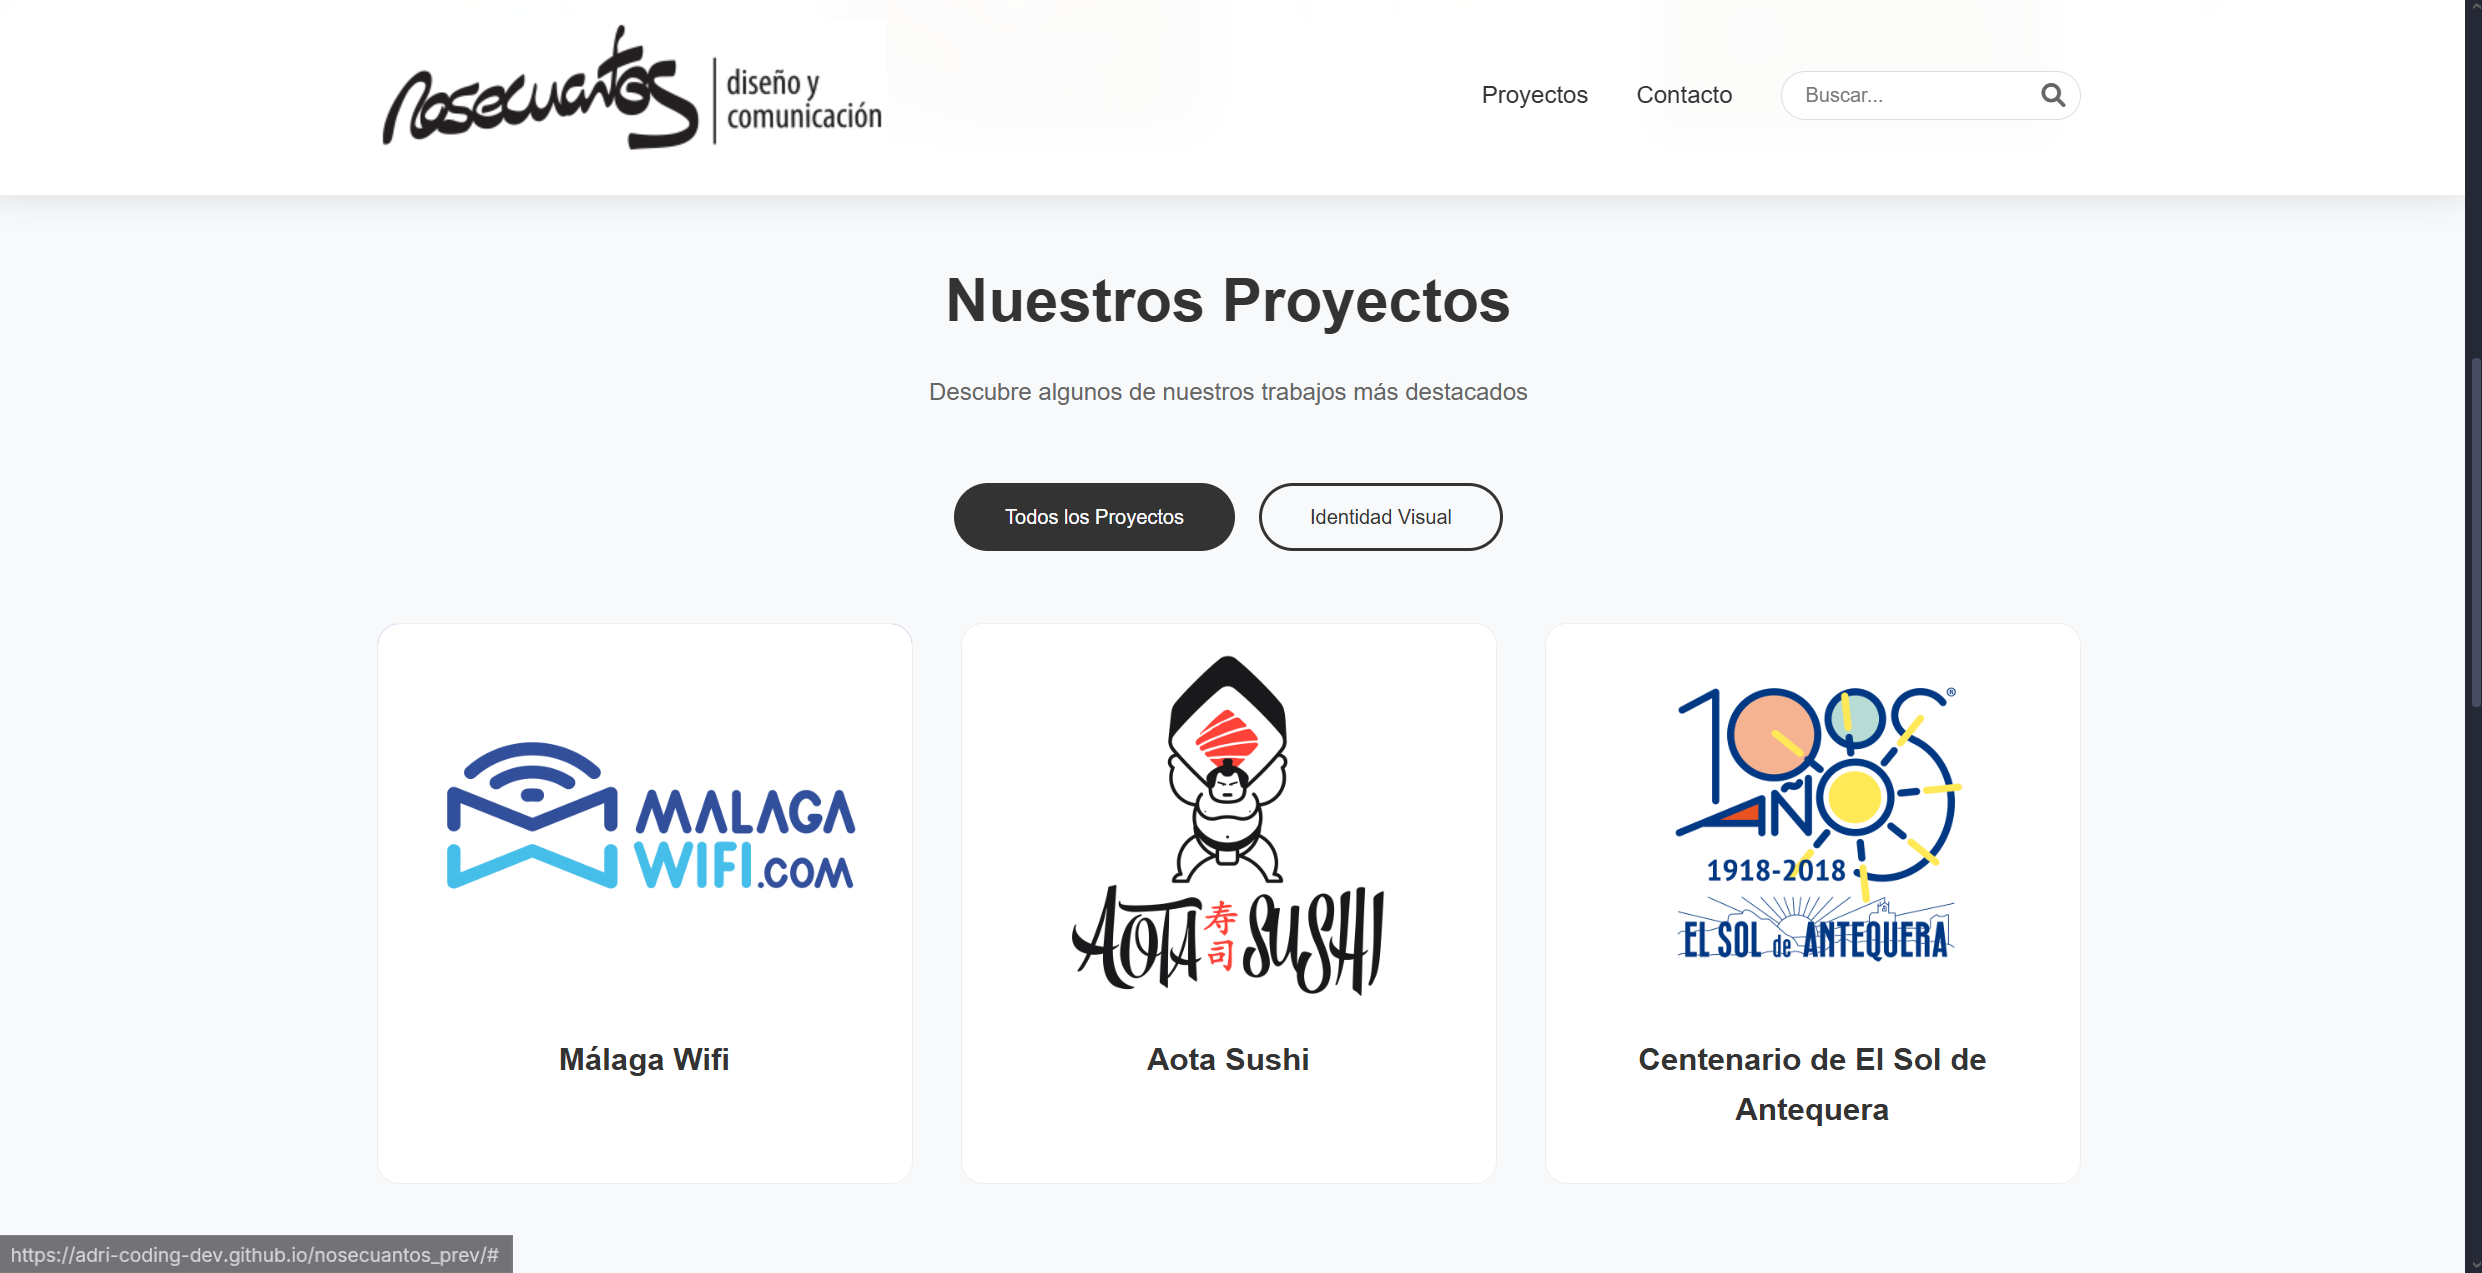 nosecuantos
diseño y
comunicación
Proyectos
Contacto
Buscar...
Nuestros Proyectos
Descubre algunos de nuestros trabajos más destacados
Todos los Proyectos
Identidad Visual
MALAGA
WIFI.COM
Málaga Wifi
AOTA 寿司 SUSHI
Aota Sushi
100 ®
AÑOS
1918-2018
EL SOL de ANTEQUERA
Centenario de El Sol de
Antequera
https://adri-coding-dev.github.io/nosecuantos_prev/#